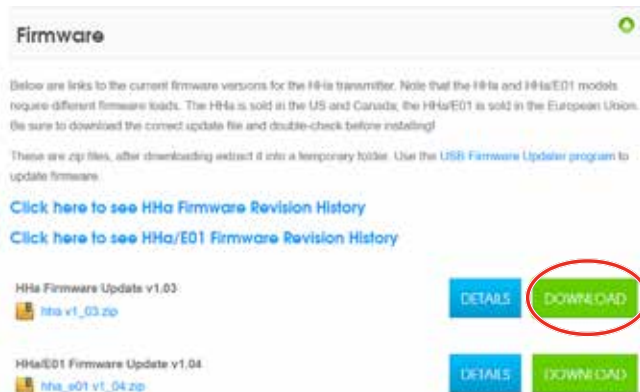 Firmware
Below are links to the current firmware versions for the HHa transmitter. Note that the HHa and HHa/E01 models
require different firmware loads. The HHa is sold in the US and Canada; the HHa/E01 is sold in the European Union.
Be sure to download the correct update file and double-check before installing!
These are zip files, after downloading extract it into a temporary folder. Use the USB Firmware Updater program to
update firmware.
Click here to see HHa Firmware Revision History
Click here to see HHa/E01 Firmware Revision History
HHa Firmware Update v1.03
hha v1_03.zip
DETAILS
DOWNLOAD
HHa/E01 Firmware Update v1.04
hha_e01 v1_04.zip
DETAILS
DOWNLOAD